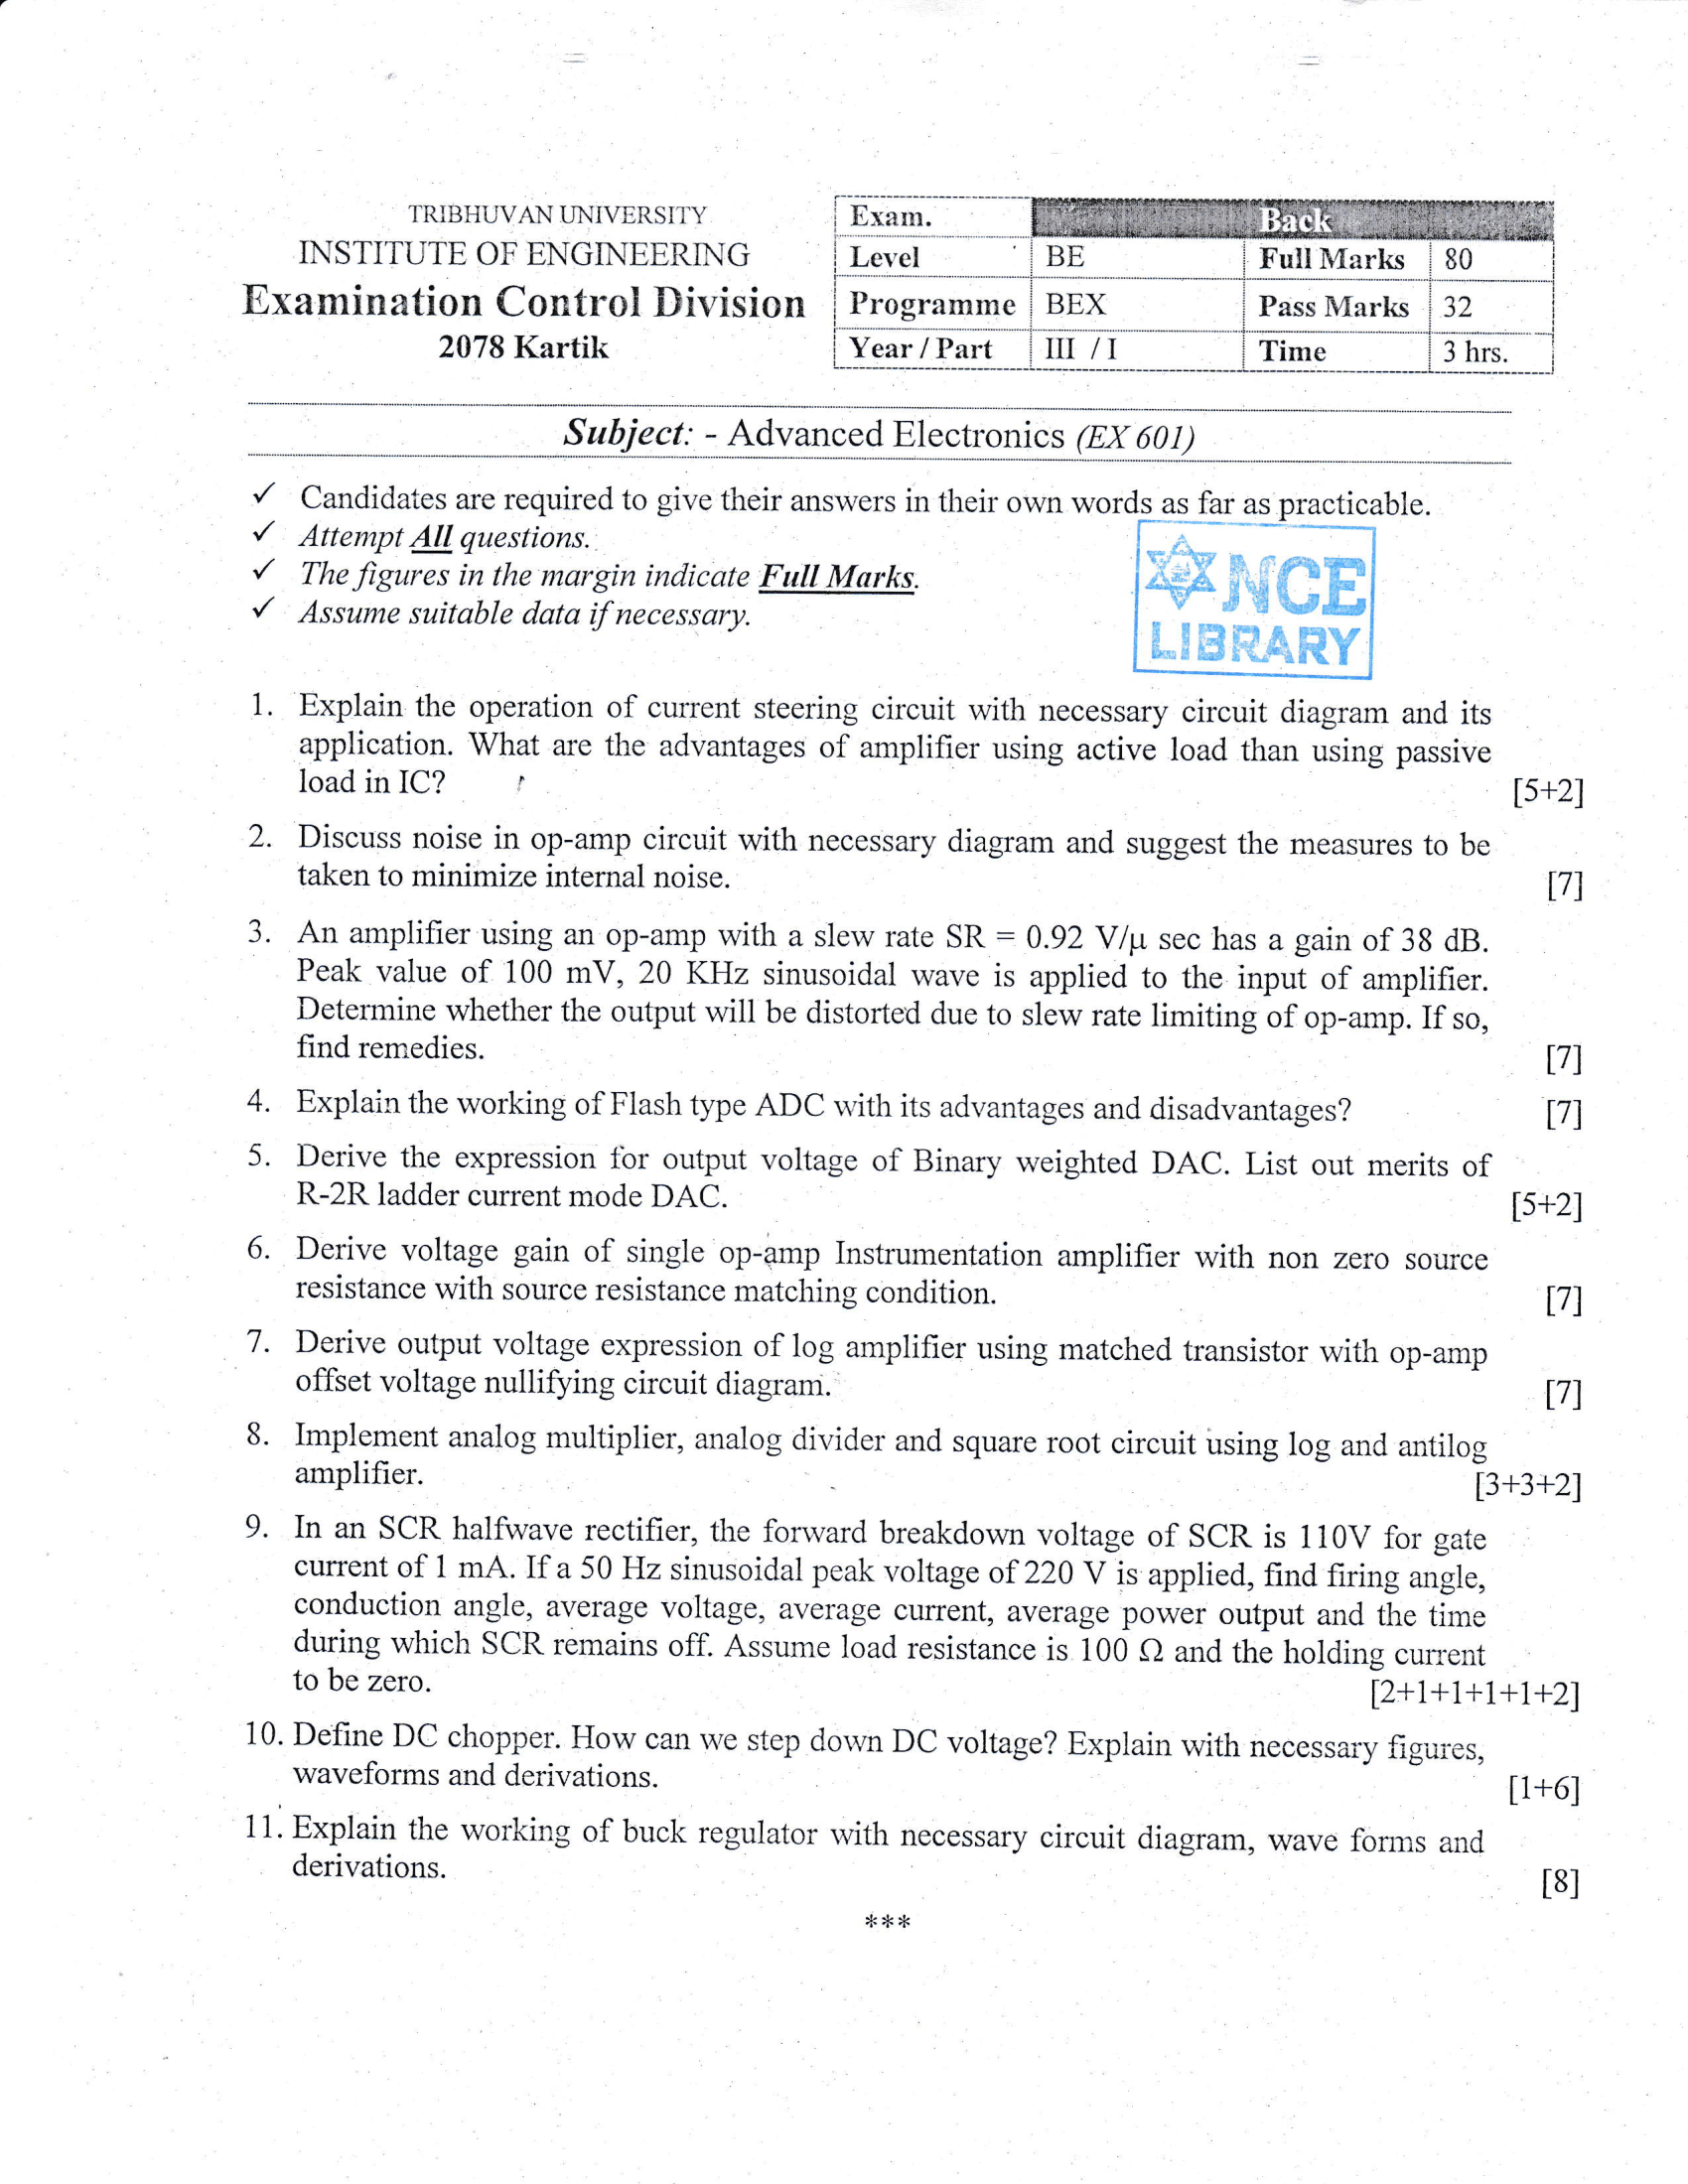 TRIBHUVAN UNIVERSITY
INSTITUTE OF ENGINEERING
Examination Control Division
2078 Kartik
Exam. Back
Level BE Full Marks 80
Programme BEX Pass Marks 32
Year / Part III / I Time 3 hrs.
Subject: - Advanced Electronics (EX 601)
✓ Candidates are required to give their answers in their own words as far as practicable.
✓ Attempt All questions.
✓ The figures in the margin indicate Full Marks.
✓ Assume suitable data if necessary.
NCE
LIBRARY
1. Explain the operation of current steering circuit with necessary circuit diagram and its
application. What are the advantages of amplifier using active load than using passive
load in IC? [5+2]
2. Discuss noise in op-amp circuit with necessary diagram and suggest the measures to be
taken to minimize internal noise. [7]
3. An amplifier using an op-amp with a slew rate SR = 0.92 V/μ sec has a gain of 38 dB.
Peak value of 100 mV, 20 KHz sinusoidal wave is applied to the input of amplifier.
Determine whether the output will be distorted due to slew rate limiting of op-amp. If so,
find remedies. [7]
4. Explain the working of Flash type ADC with its advantages and disadvantages? [7]
5. Derive the expression for output voltage of Binary weighted DAC. List out merits of
R-2R ladder current mode DAC. [5+2]
6. Derive voltage gain of single op-amp Instrumentation amplifier with non zero source
resistance with source resistance matching condition. [7]
7. Derive output voltage expression of log amplifier using matched transistor with op-amp
offset voltage nullifying circuit diagram. [7]
8. Implement analog multiplier, analog divider and square root circuit using log and antilog
amplifier. [3+3+2]
9. In an SCR halfwave rectifier, the forward breakdown voltage of SCR is 110V for gate
current of 1 mA. If a 50 Hz sinusoidal peak voltage of 220 V is applied, find firing angle,
conduction angle, average voltage, average current, average power output and the time
during which SCR remains off. Assume load resistance is 100 Ω and the holding current
to be zero. [2+1+1+1+1+2]
10. Define DC chopper. How can we step down DC voltage? Explain with necessary figures,
waveforms and derivations. [1+6]
11. Explain the working of buck regulator with necessary circuit diagram, wave forms and
derivations. [8]
***